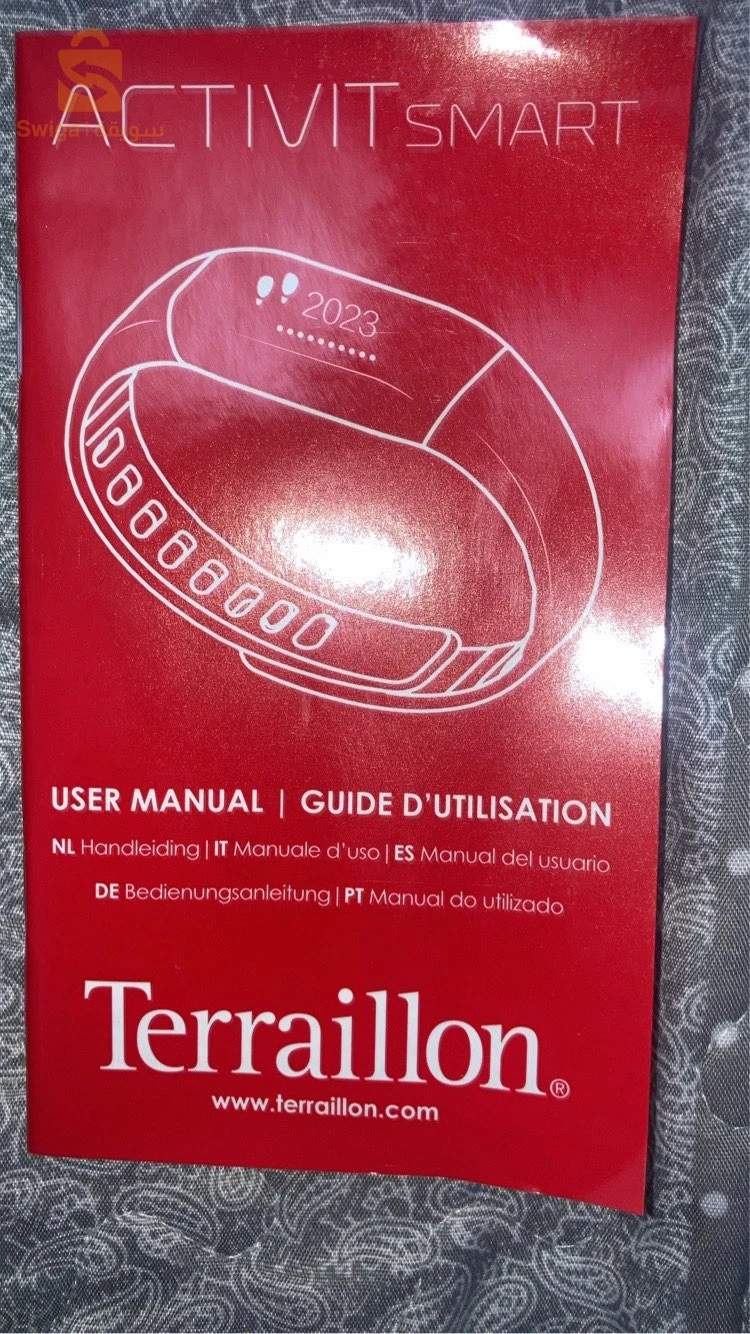 ACTIVIT SMART
Swiga سويقة
2023
USER MANUAL | GUIDE D'UTILISATION
NL Handleiding | IT Manuale d'uso | ES Manual del usuario
DE Bedienungsanleitung | PT Manual do utilizado
Terraillon®
www.terraillon.com